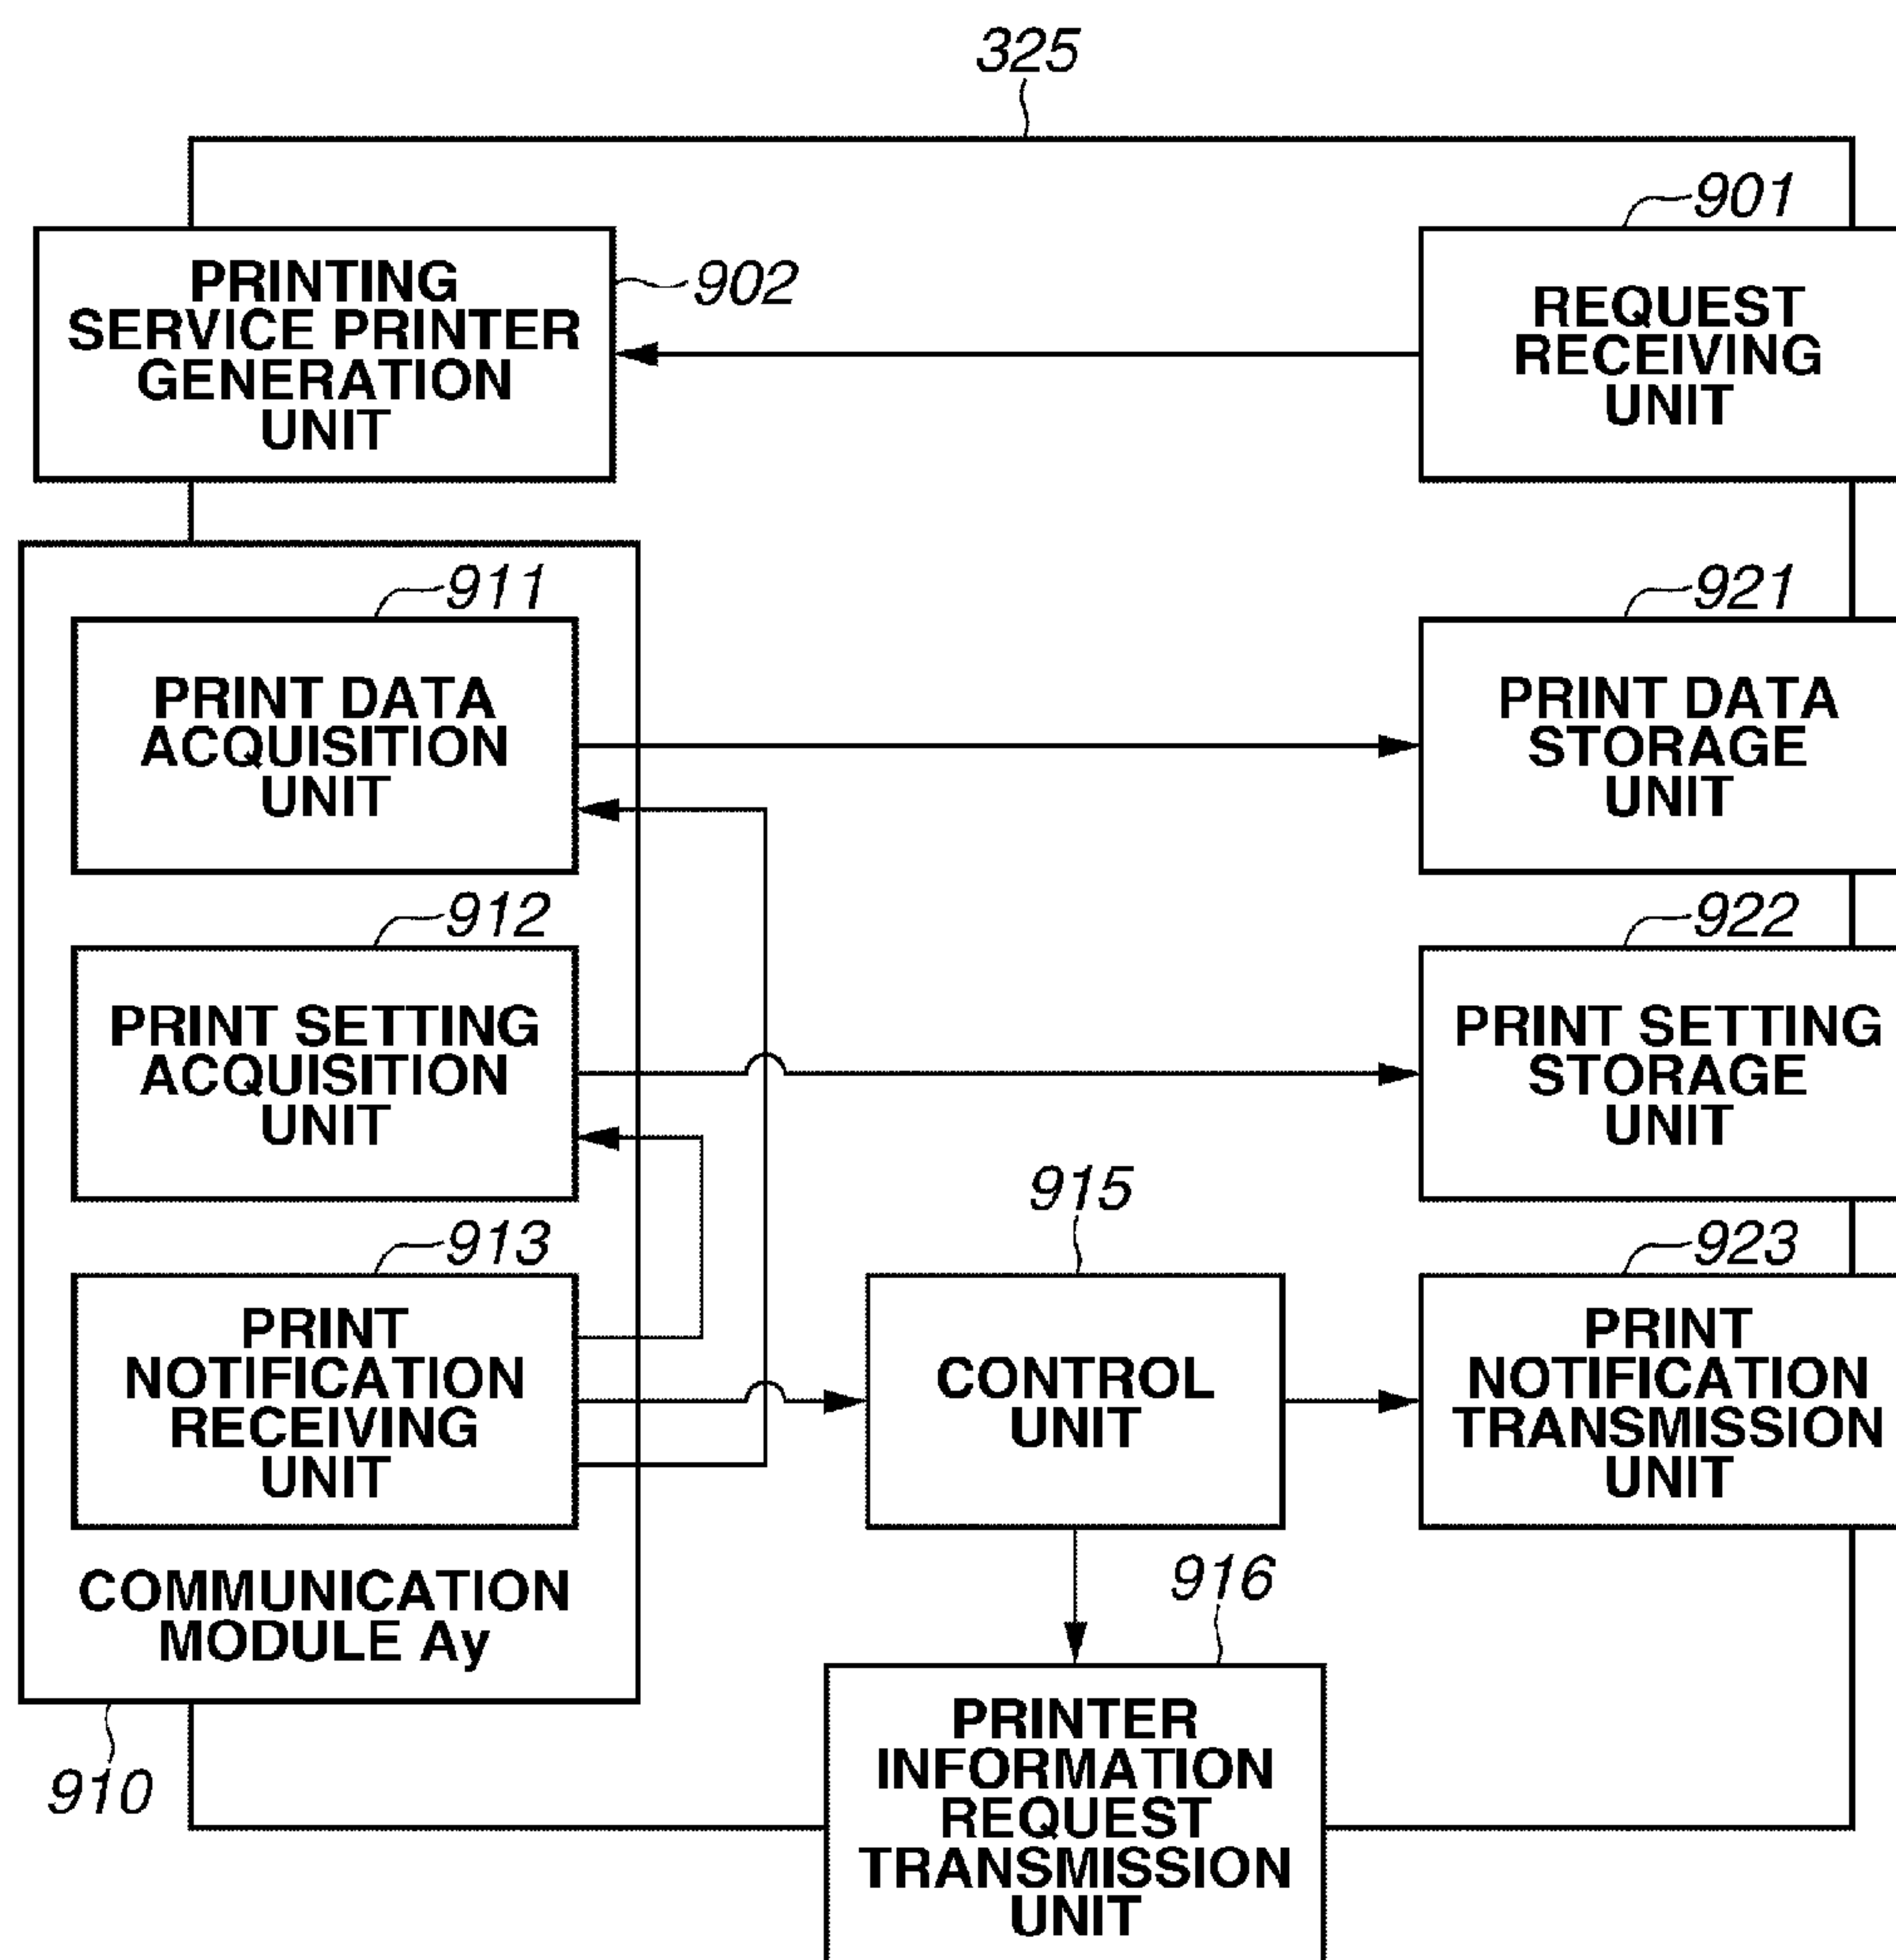 325
901
PRINTING
SERVICE PRINTER
GENERATION
UNIT
902
REQUEST
RECEIVING
UNIT
911
PRINT DATA
ACQUISITION
UNIT
921
PRINT DATA
STORAGE
UNIT
912
PRINT SETTING
ACQUISITION
UNIT
922
PRINT SETTING
STORAGE
UNIT
913
PRINT
NOTIFICATION
RECEIVING
UNIT
915
CONTROL
UNIT
923
PRINT
NOTIFICATION
TRANSMISSION
UNIT
COMMUNICATION
MODULE Ay
910
916
PRINTER
INFORMATION
REQUEST
TRANSMISSION
UNIT